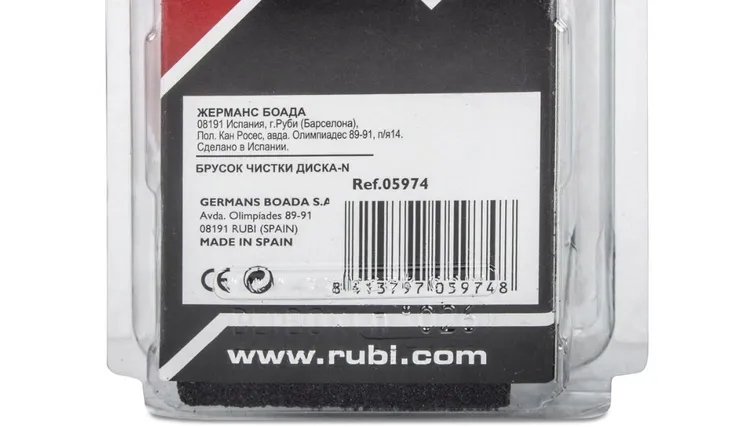 ЖЕРМАНС БОАДА
08191 Испания, г.Руби (Барселона),
Пол. Кан Росес, авда. Олимпиадес 89-91, п/я14.
Сделано в Испании.
БРУСОК ЧИСТКИ ДИСКА-N
Ref.05974
GERMANS BOADA S.A
Avda. Olimpíades 89-91
08191 RUBI (SPAIN)
MADE IN SPAIN
CE
8 413797 059748
www.rubi.com